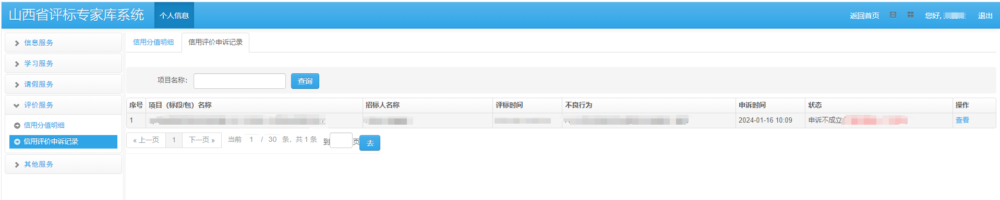 山西省评标专家库系统 个人信息 返回首页 您好, 退出
信息服务
学习服务
请假服务
评价服务
信用分值明细
信用评价申诉记录
其他服务
信用分值明细 信用评价申诉记录
项目名称： 查询
序号 项目（标段/包）名称 招标人名称 评标时间 不良行为 申诉时间 状态 操作
1 2024-01-16 10:09 申诉不成立 查看
« 上一页 1 下一页 » 当前 1 / 30 条，共 1 条 到 页 去